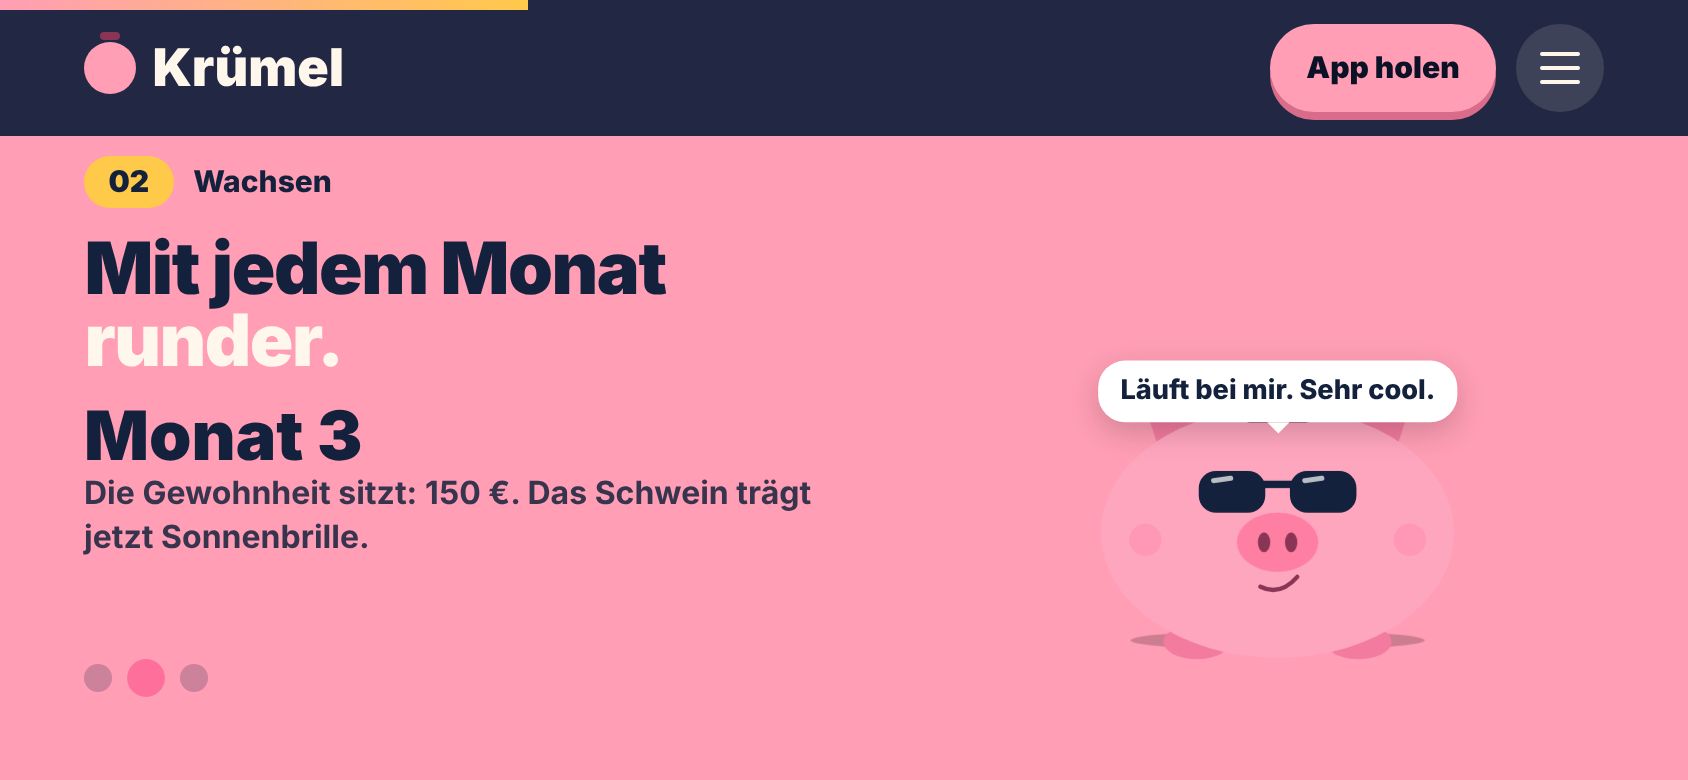 Krümel
App holen
02 Wachsen
Mit jedem Monat
runder.
Monat 3
Die Gewohnheit sitzt: 150 €. Das Schwein trägt
jetzt Sonnenbrille.
Läuft bei mir. Sehr cool.